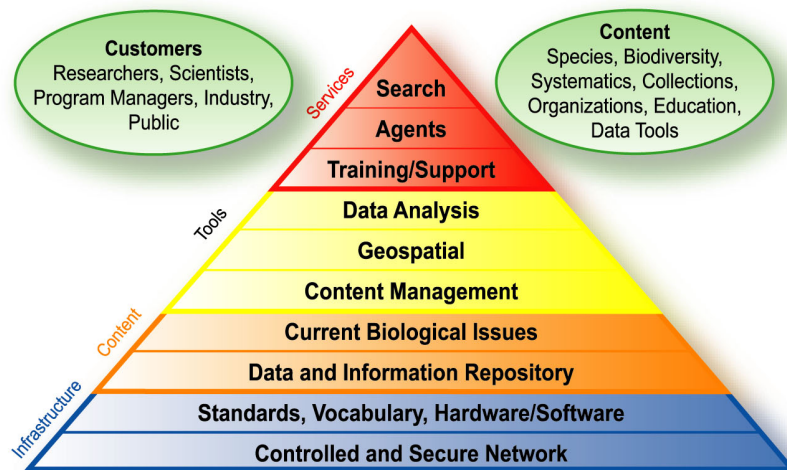 Customers
Researchers, Scientists,
Program Managers, Industry,
Public
Content
Species, Biodiversity,
Systematics, Collections,
Organizations, Education,
Data Tools
Services
Search
Agents
Training/Support
Tools
Data Analysis
Geospatial
Content Management
Content
Current Biological Issues
Data and Information Repository
Infrastructure
Standards, Vocabulary, Hardware/Software
Controlled and Secure Network